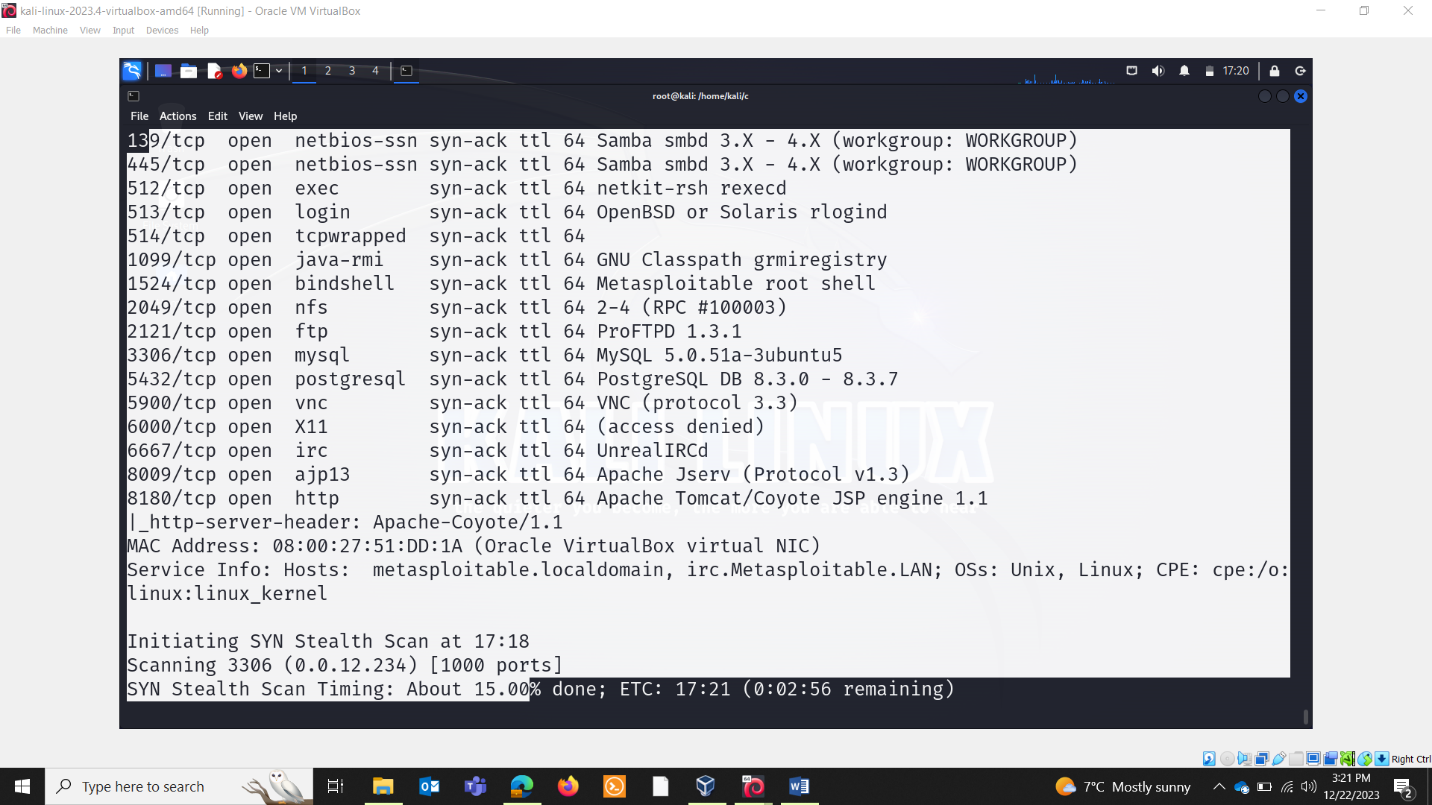 kali-linux-2023.4-virtualbox-amd64 [Running] - Oracle VM VirtualBox
File Machine View Input Devices Help
1 2 3 4 17:20
root@kali: /home/kali/c
File Actions Edit View Help
139/tcp open netbios-ssn syn-ack ttl 64 Samba smbd 3.X - 4.X (workgroup: WORKGROUP)
445/tcp open netbios-ssn syn-ack ttl 64 Samba smbd 3.X - 4.X (workgroup: WORKGROUP)
512/tcp open exec syn-ack ttl 64 netkit-rsh rexecd
513/tcp open login syn-ack ttl 64 OpenBSD or Solaris rlogind
514/tcp open tcpwrapped syn-ack ttl 64
1099/tcp open java-rmi syn-ack ttl 64 GNU Classpath grmiregistry
1524/tcp open bindshell syn-ack ttl 64 Metasploitable root shell
2049/tcp open nfs syn-ack ttl 64 2-4 (RPC #100003)
2121/tcp open ftp syn-ack ttl 64 ProFTPD 1.3.1
3306/tcp open mysql syn-ack ttl 64 MySQL 5.0.51a-3ubuntu5
5432/tcp open postgresql syn-ack ttl 64 PostgreSQL DB 8.3.0 - 8.3.7
5900/tcp open vnc syn-ack ttl 64 VNC (protocol 3.3)
6000/tcp open X11 syn-ack ttl 64 (access denied)
6667/tcp open irc syn-ack ttl 64 UnrealIRCd
KALI LINUX
8009/tcp open ajp13 syn-ack ttl 64 Apache Jserv (Protocol v1.3)
8180/tcp open http syn-ack ttl 64 Apache Tomcat/Coyote JSP engine 1.1
|_http-server-header: Apache-Coyote/1.1
MAC Address: 08:00:27:51:DD:1A (Oracle VirtualBox virtual NIC)
Service Info: Hosts: metasploitable.localdomain, irc.Metasploitable.LAN; OSs: Unix, Linux; CPE: cpe:/o:
linux:linux_kernel
Initiating SYN Stealth Scan at 17:18
Scanning 3306 (0.0.12.234) [1000 ports]
SYN Stealth Scan Timing: About 15.00% done; ETC: 17:21 (0:02:56 remaining)
Right Ctrl
Type here to search
7°C Mostly sunny
3:21 PM
12/22/2023
2